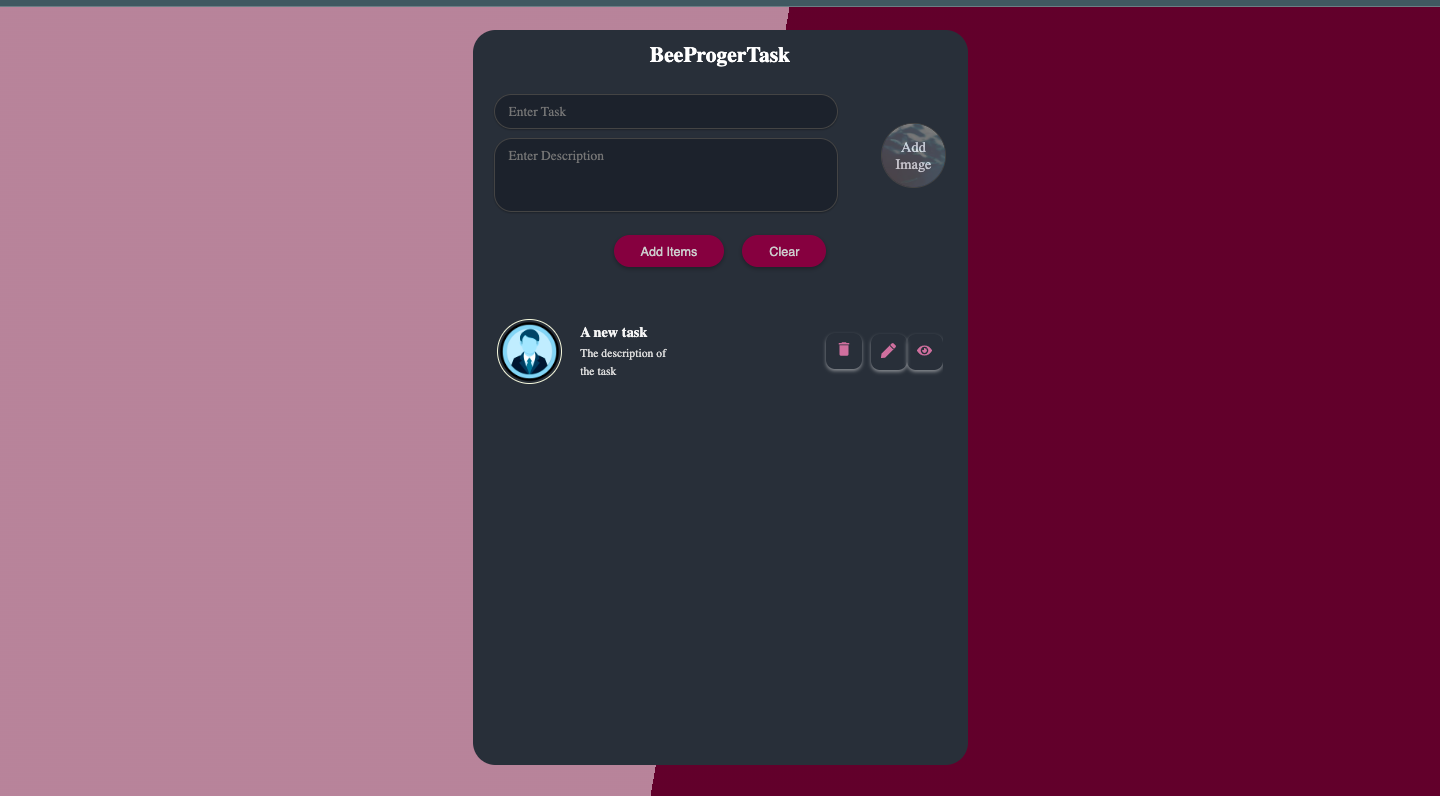 BeeProgerTask
Enter Task
Enter Description
Add
Image
Add Items
Clear
A new task
The description of
the task